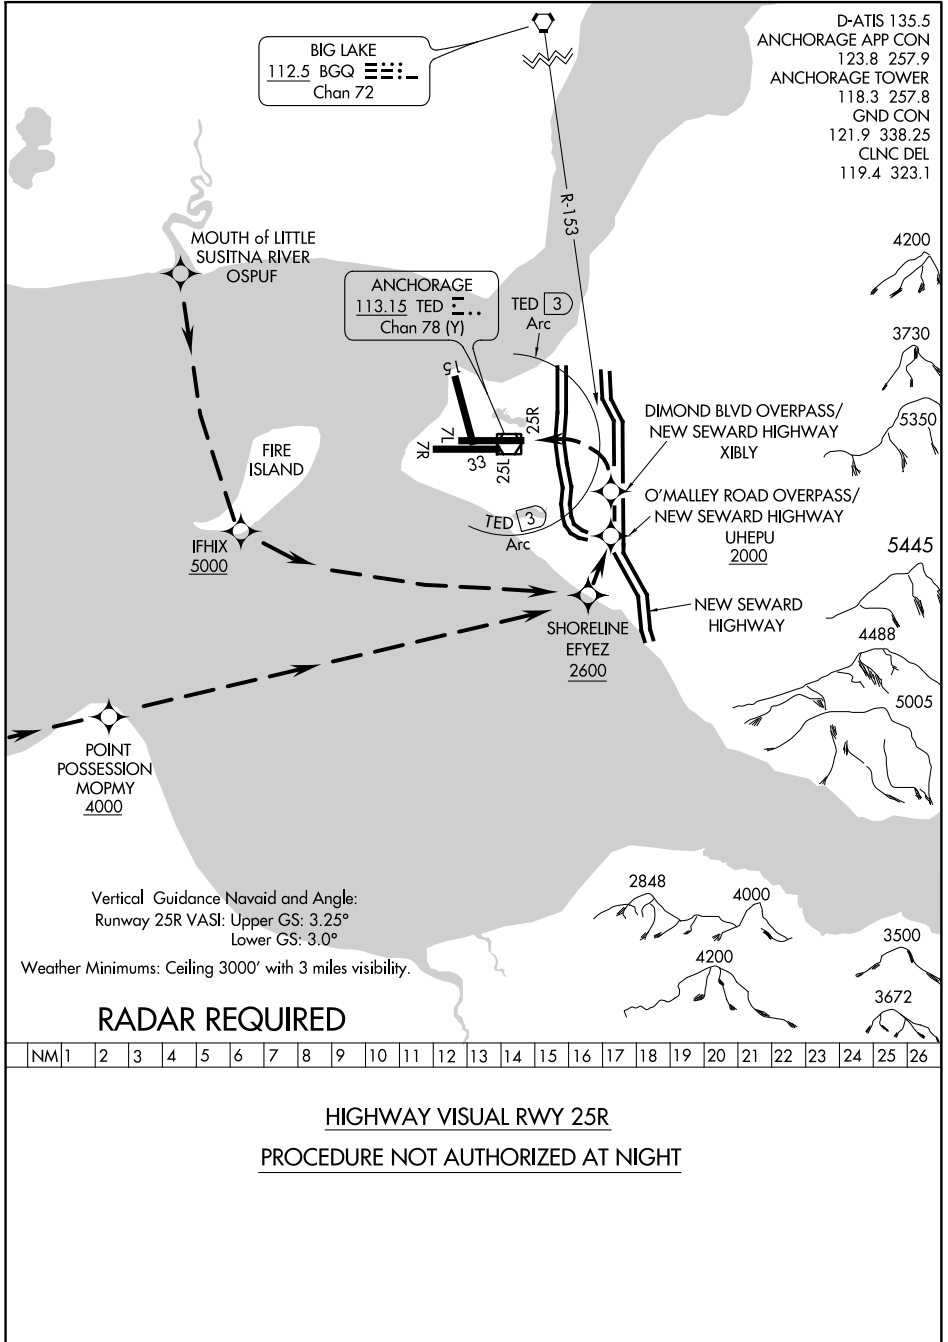 D-ATIS 135.5
ANCHORAGE APP CON
123.8 257.9
ANCHORAGE TOWER
118.3 257.8
GND CON
121.9 338.25
CLNC DEL
119.4 323.1
BIG LAKE
112.5 BGQ
Chan 72
R-153
MOUTH of LITTLE
SUSITNA RIVER
OSPUF
ANCHORAGE
113.15 TED
Chan 78 (Y)
TED 3
Arc
4200
3730
5350
15
25R
7L
7R
33
25L
DIMOND BLVD OVERPASS/
NEW SEWARD HIGHWAY
XIBLY
FIRE
ISLAND
O'MALLEY ROAD OVERPASS/
NEW SEWARD HIGHWAY
UHEPU
2000
TED 3
Arc
IFHIX
5000
5445
NEW SEWARD
HIGHWAY
SHORELINE
EFYEZ
2600
4488
5005
POINT
POSSESSION
MOPMY
4000
Vertical Guidance Navaid and Angle:
Runway 25R VASI: Upper GS: 3.25°
Lower GS: 3.0°
Weather Minimums: Ceiling 3000' with 3 miles visibility.
2848
4000
4200
3500
3672
RADAR REQUIRED
NM 1 2 3 4 5 6 7 8 9 10 11 12 13 14 15 16 17 18 19 20 21 22 23 24 25 26
HIGHWAY VISUAL RWY 25R
PROCEDURE NOT AUTHORIZED AT NIGHT